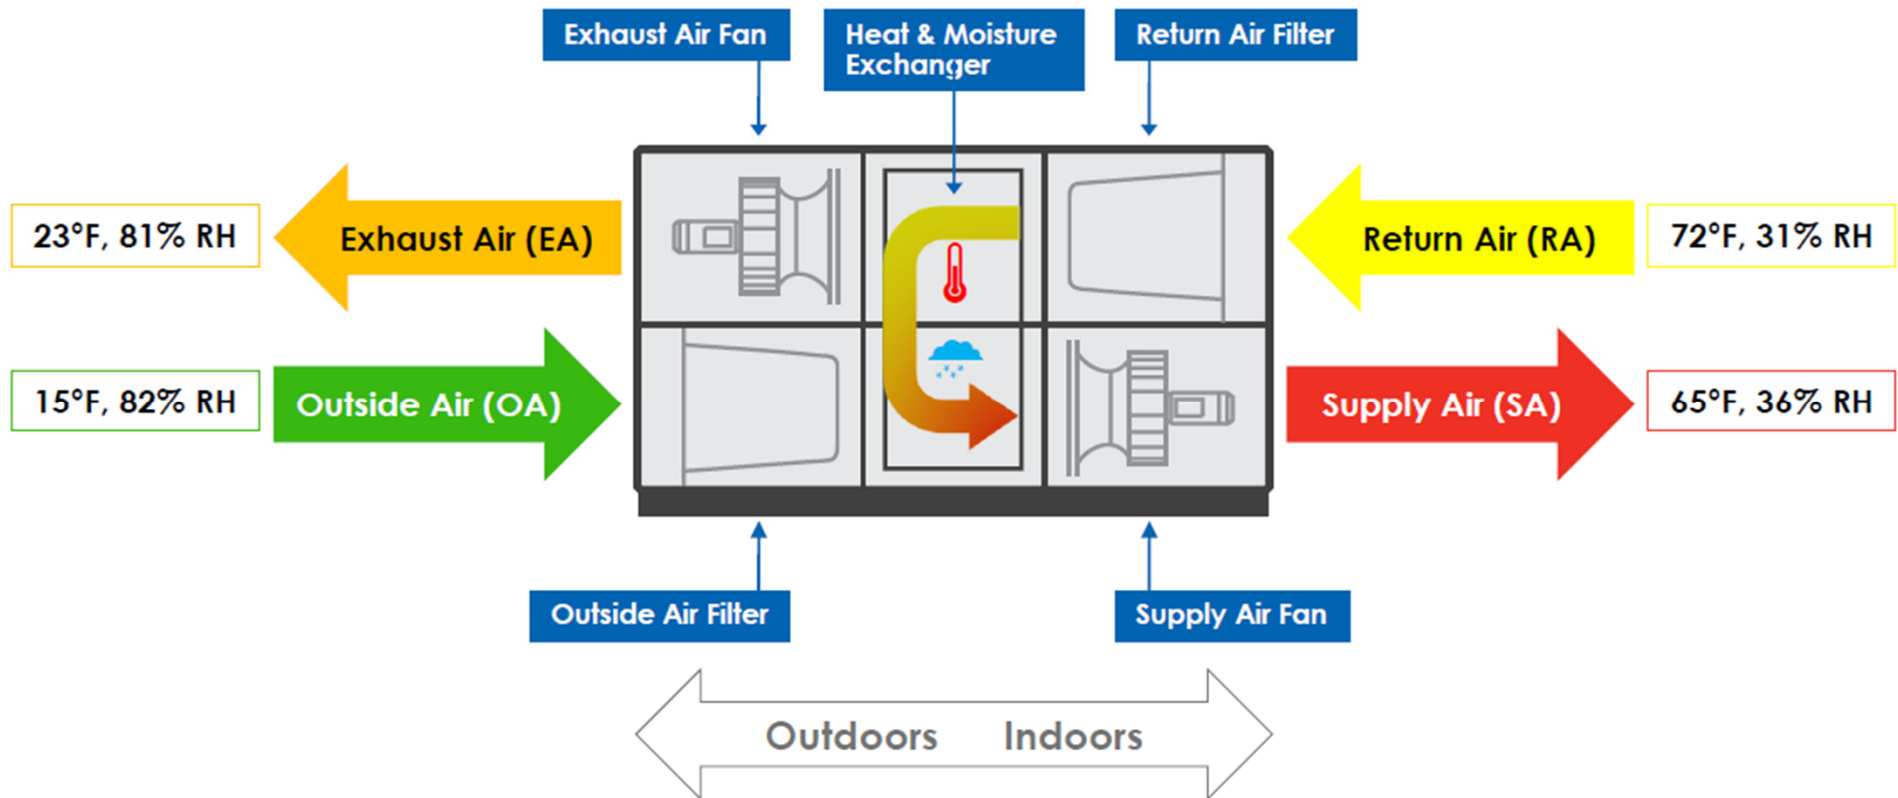 Exhaust Air Fan
Heat & Moisture
Exchanger
Return Air Filter
23°F, 81% RH
Exhaust Air (EA)
Return Air (RA)
72°F, 31% RH
15°F, 82% RH
Outside Air (OA)
Supply Air (SA)
65°F, 36% RH
Outside Air Filter
Supply Air Fan
Outdoors
Indoors